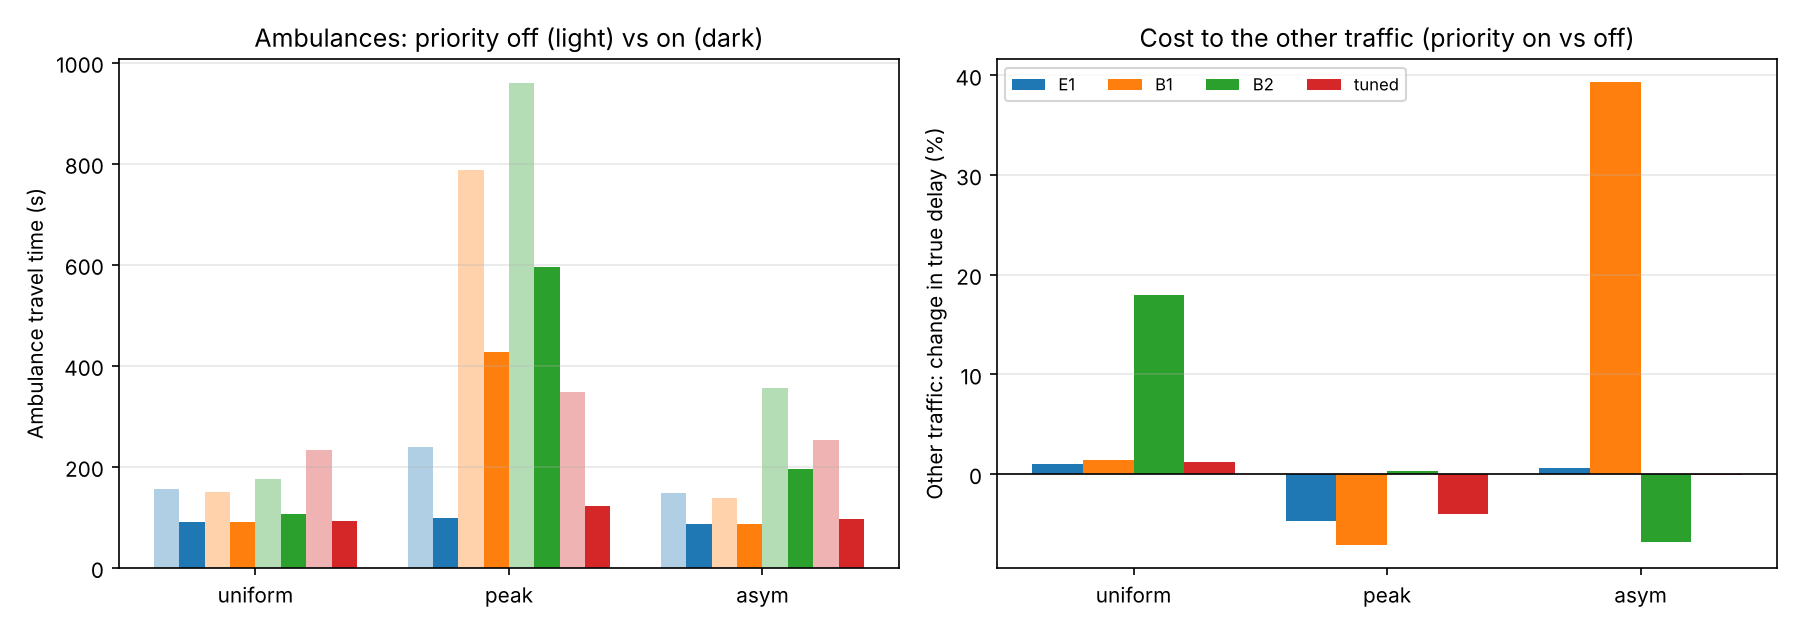 Ambulances: priority off (light) vs on (dark)
Ambulance travel time (s)
1000
800
600
400
200
0
uniform peak asym
Cost to the other traffic (priority on vs off)
Other traffic: change in true delay (%)
E1 B1 B2 tuned
40
30
20
10
0
uniform peak asym